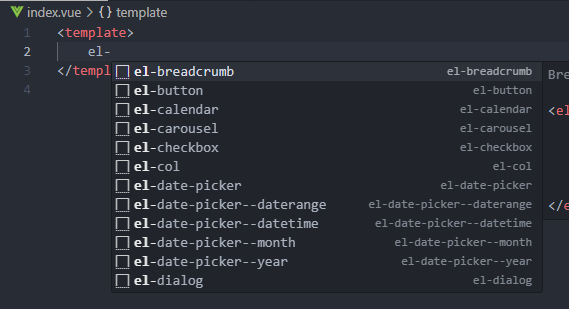 index.vue > {} template
1 <template>
2 el-
3 </templ
4
el-breadcrumb el-breadcrumb Bre
el-button el-button
el-calendar el-calendar <el
el-carousel el-carousel
el-checkbox el-checkbox
el-col el-col
el-date-picker el-date-picker
el-date-picker--daterange el-date-picker--daterange </e
el-date-picker--datetime el-date-picker--datetime
el-date-picker--month el-date-picker--month
el-date-picker--year el-date-picker--year
el-dialog el-dialog